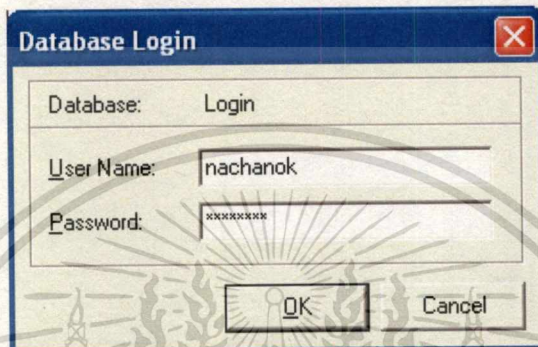 Database Login
Database: Login
User Name: nachanok
Password: ********
OK Cancel